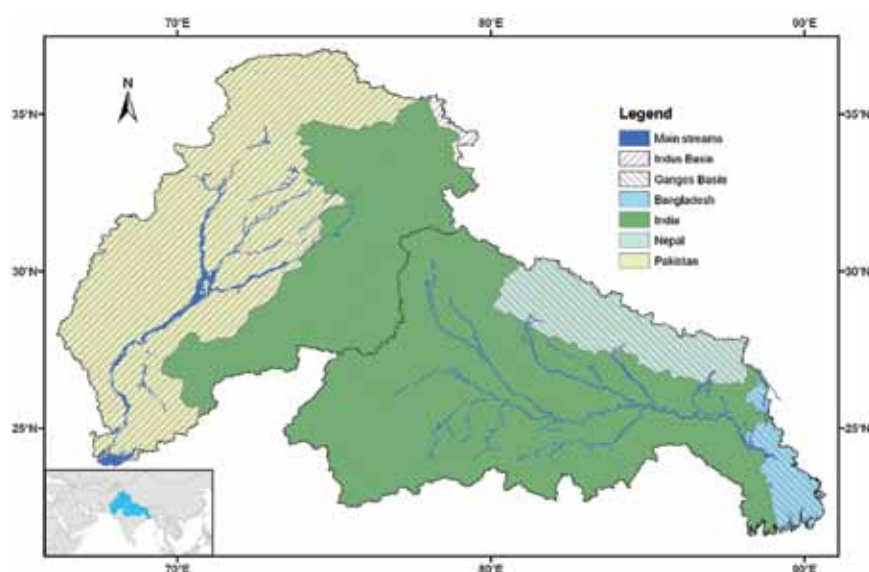 70°E 80°E 90°E
N
35°N 35°N
Legend
Main streams
Indus Basin
Ganges Basin
Bangladesh
India
Nepal
Pakistan
30°N 30°N
25°N 25°N
70°E 80°E 90°E